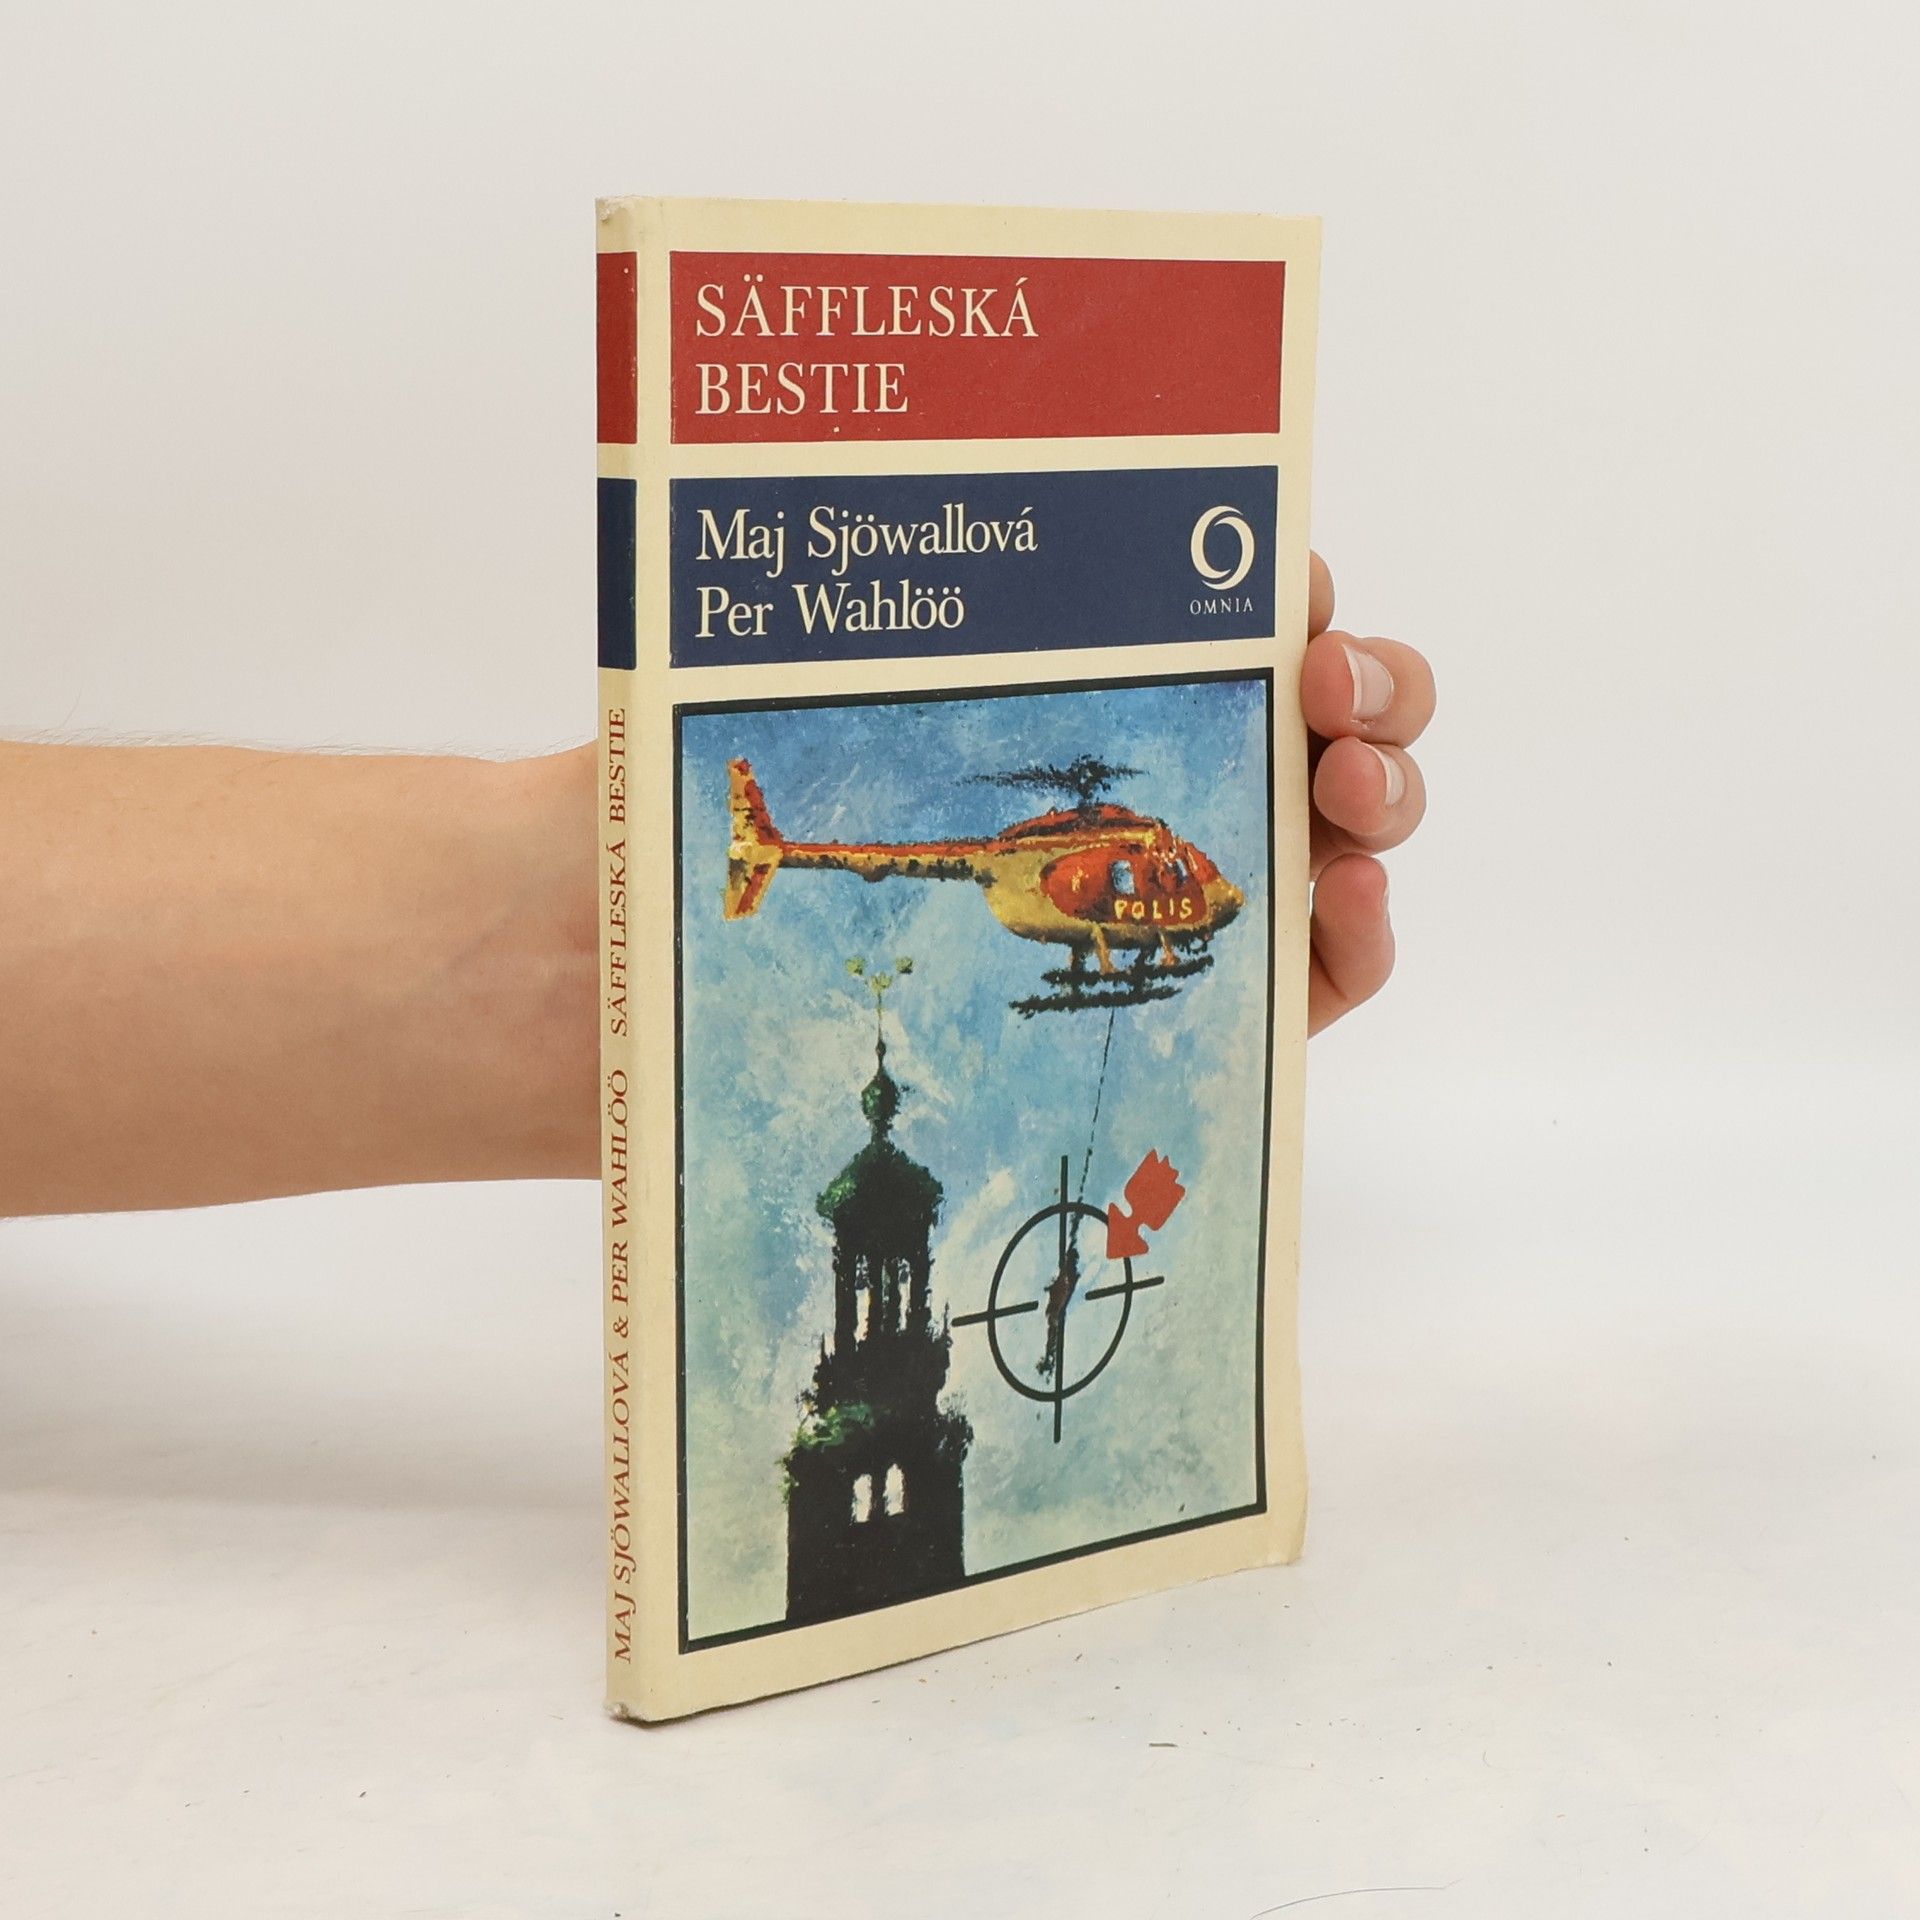 SÄFFLESKÁ
BESTIE
Maj Sjöwallová
Per Wahlöö
OMNIA
POLIS
MAJ SJÖWALLOVÁ & PER WAHLÖÖ SÄFFLESKÁ BESTIE